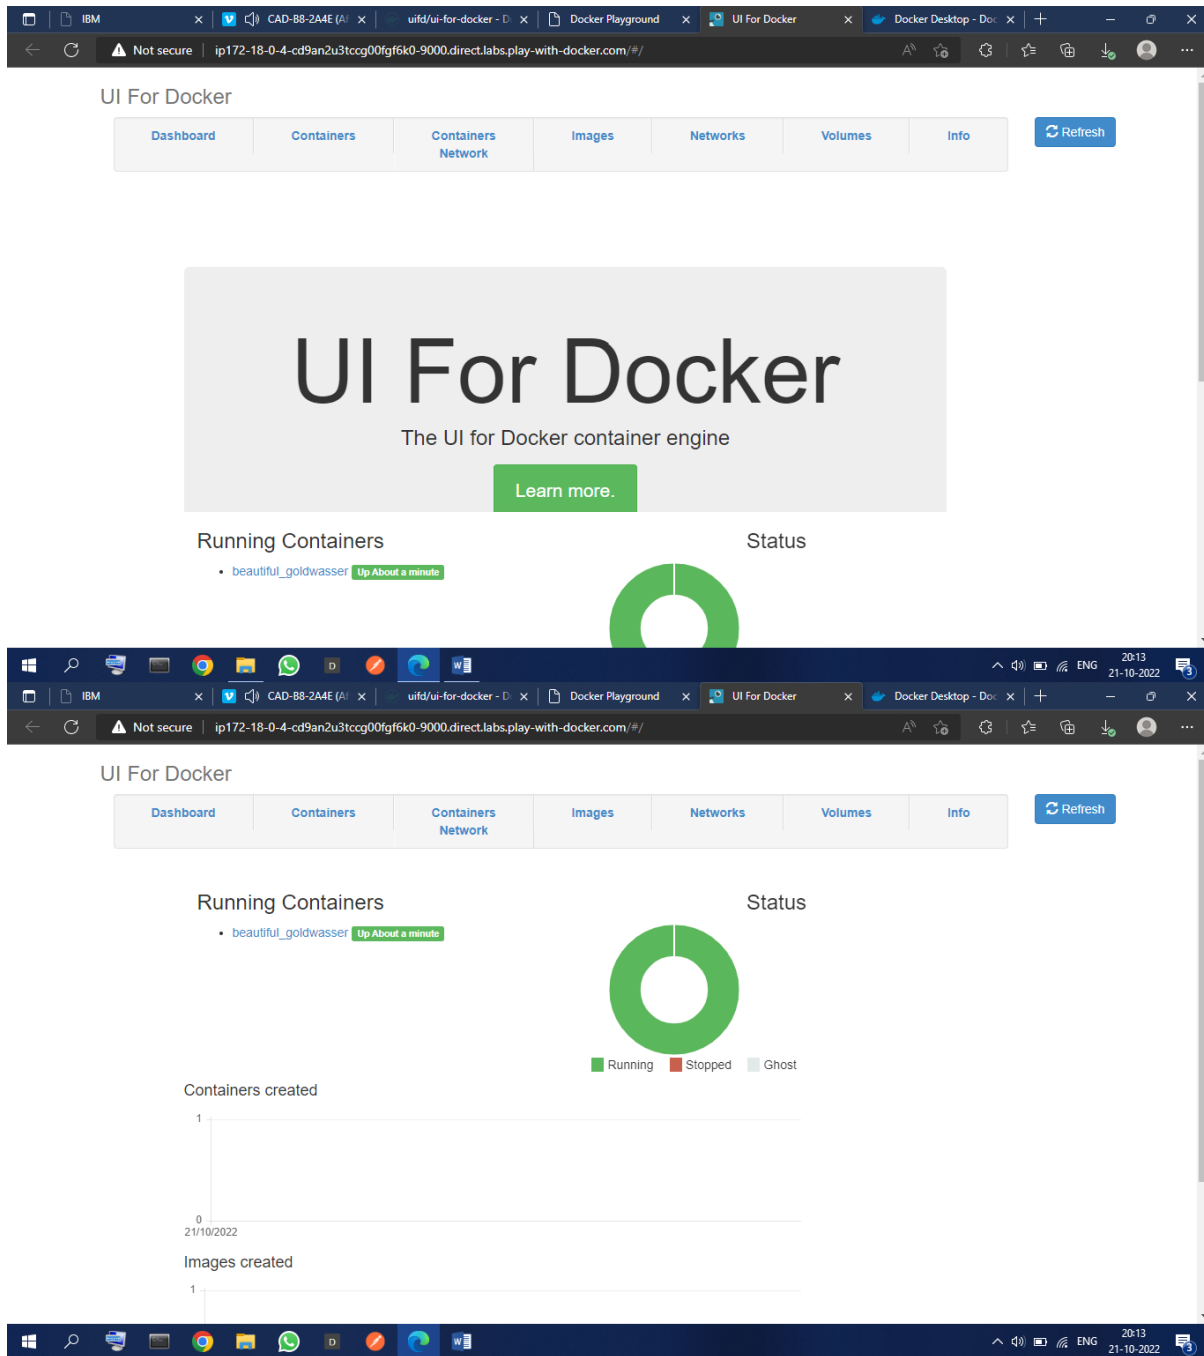 IBM CAD-B8-2A4E (Af uifd/ui-for-docker - D Docker Playground UI For Docker Docker Desktop - Doc
Not secure ip172-18-0-4-cd9an2u3tccg00fgf6k0-9000.direct.labs.play-with-docker.com/#/
UI For Docker
Dashboard Containers Containers Network Images Networks Volumes Info Refresh
UI For Docker
The UI for Docker container engine
Learn more.
Running Containers Status
beautiful_goldwasser Up About a minute
ENG 20:13
21-10-2022 3
IBM CAD-B8-2A4E (Af uifd/ui-for-docker - D Docker Playground UI For Docker Docker Desktop - Doc
Not secure ip172-18-0-4-cd9an2u3tccg00fgf6k0-9000.direct.labs.play-with-docker.com/#/
UI For Docker
Dashboard Containers Containers Network Images Networks Volumes Info Refresh
Running Containers Status
beautiful_goldwasser Up About a minute
Running Stopped Ghost
Containers created
1
0
21/10/2022
Images created
1
ENG 20:13
21-10-2022 3